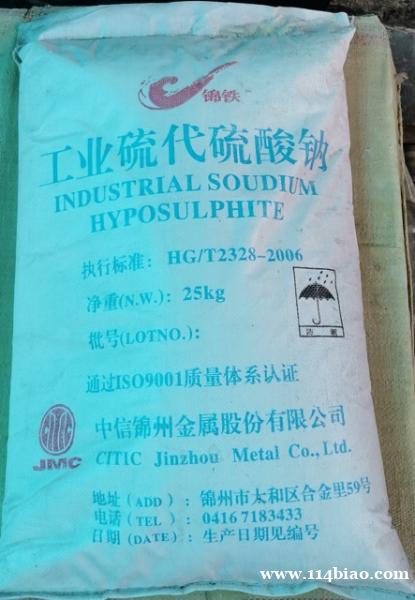 锦铁
工业硫代硫酸钠
INDUSTRIAL SOUDIUM
HYPOSULPHITE
执行标准: HG/T2328-2006
净重(N.W.): 25kg
批号(LOTNO.):
通过ISO9001质量体系认证
JMC
中信锦州金属股份有限公司
CITIC Jinzhou Metal Co., Ltd.
地址(ADD): 锦州市太和区合金里59号
电话(TEL): 0416 7183433
日期(DATE): 生产日期见编号
www.114biao.com